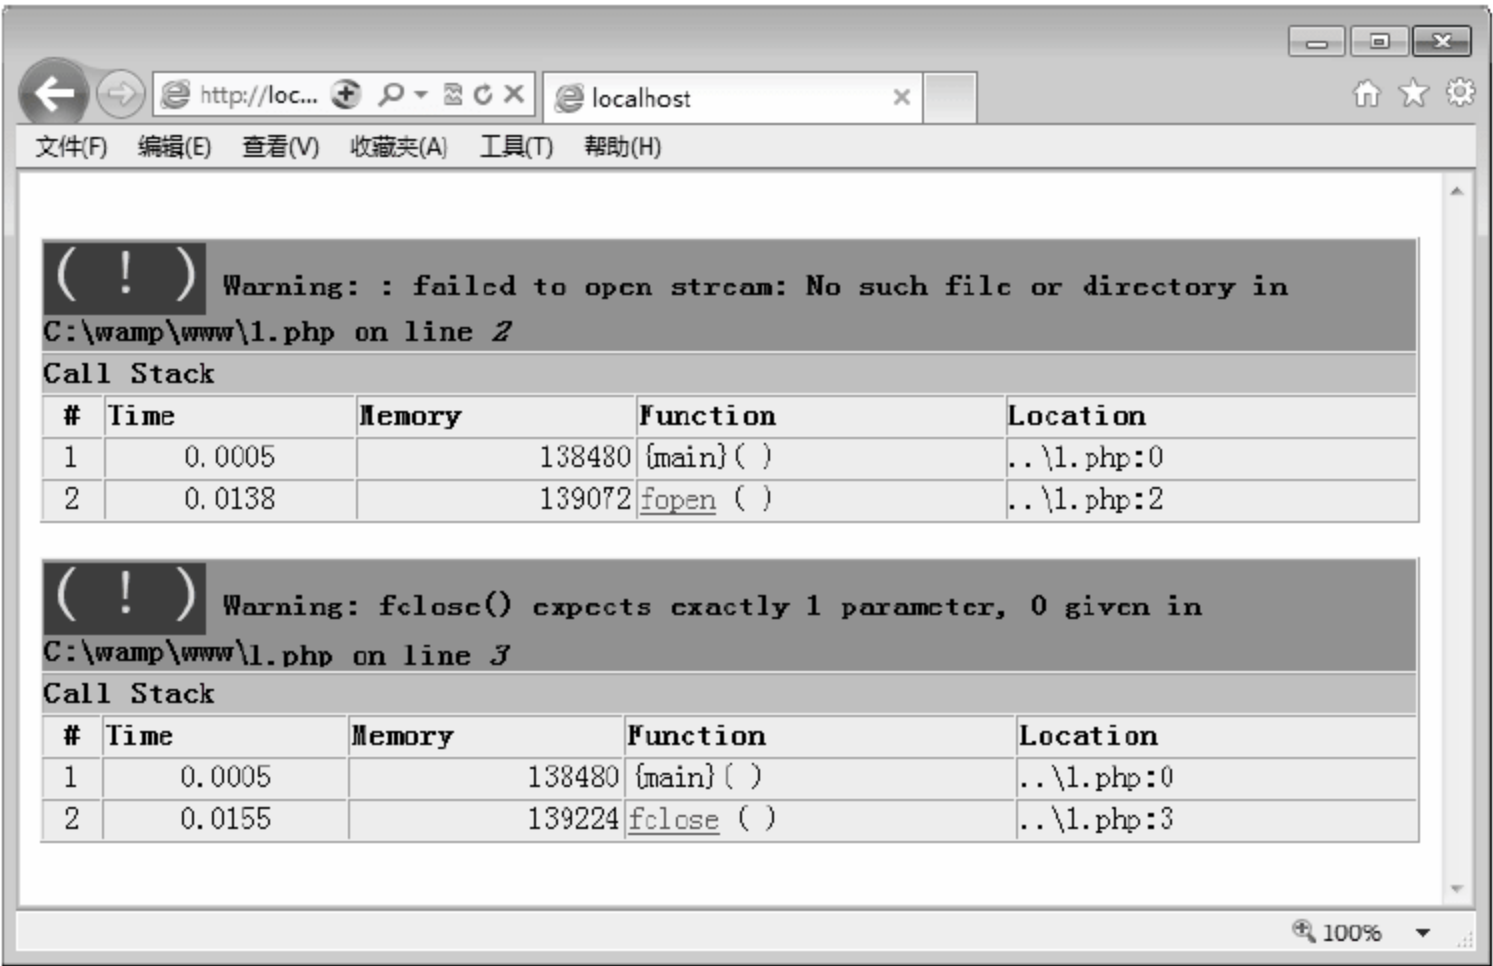 http://loc... localhost
文件(F) 编辑(E) 查看(V) 收藏夹(A) 工具(T) 帮助(H)
( ! ) Warning: : failed to open stream: No such file or directory in
C:\wamp\www\1.php on line 2
Call Stack
# Time Memory Function Location
1 0.0005 138480 {main}( ) ..\1.php:0
2 0.0138 139072 fopen ( ) ..\1.php:2
( ! ) Warning: fclose() expects exactly 1 parameter, 0 given in
C:\wamp\www\1.php on line 3
Call Stack
# Time Memory Function Location
1 0.0005 138480 {main}( ) ..\1.php:0
2 0.0155 139224 fclose ( ) ..\1.php:3
100%